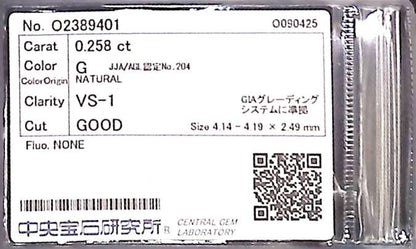 No. O2389401 O090425
Carat 0.258 ct
Color G JJA/AGL認定No.204
ColorOrigin NATURAL
Clarity VS-1 GIAグレーディング
システムに準拠
Cut GOOD Size 4.14 - 4.19 × 2.49 mm
Fluo. NONE
中央宝石研究所® CENTRAL GEM
LABORATORY